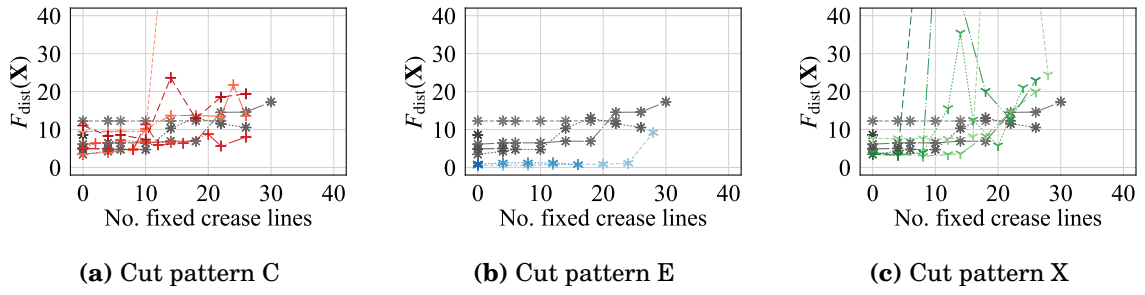 40
30
20
10
0
F_dist(X)
0 10 20 30 40
No. fixed crease lines
(a) Cut pattern C
40
30
20
10
0
F_dist(X)
0 10 20 30 40
No. fixed crease lines
(b) Cut pattern E
40
30
20
10
0
F_dist(X)
0 10 20 30 40
No. fixed crease lines
(c) Cut pattern X